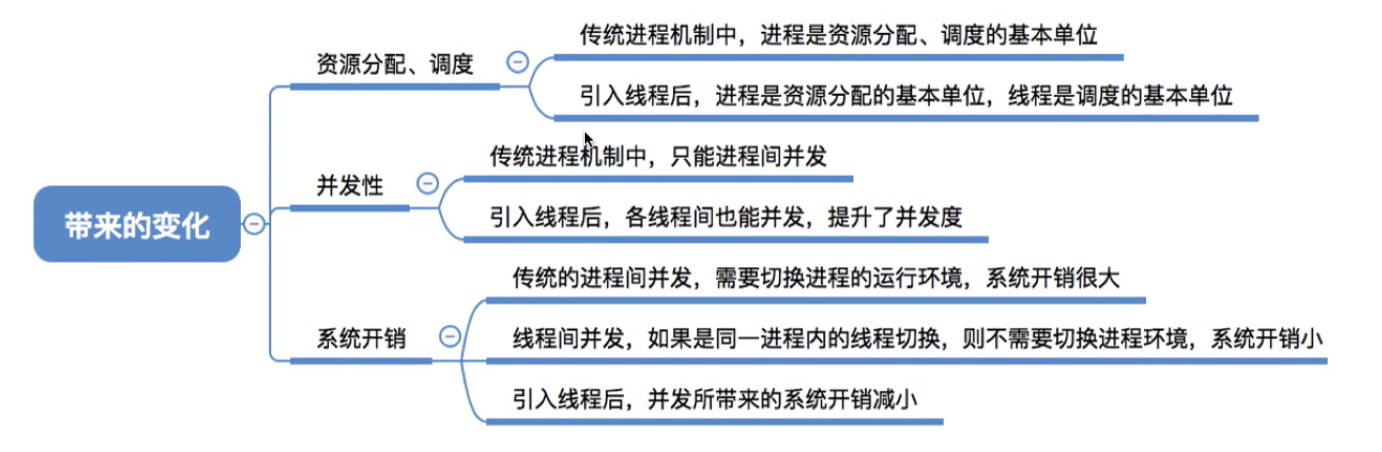 带来的变化
资源分配、调度
传统进程机制中，进程是资源分配、调度的基本单位
引入线程后，进程是资源分配的基本单位，线程是调度的基本单位
并发性
传统进程机制中，只能进程间并发
引入线程后，各线程间也能并发，提升了并发度
系统开销
传统的进程间并发，需要切换进程的运行环境，系统开销很大
线程间并发，如果是同一进程内的线程切换，则不需要切换进程环境，系统开销小
引入线程后，并发所带来的系统开销减小